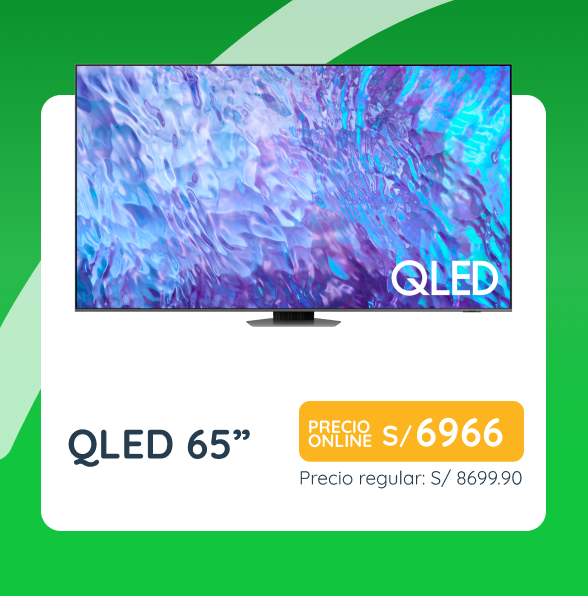 QLED
QLED 65”
PRECIO
ONLINE
S/6966
Precio regular: S/ 8699.90